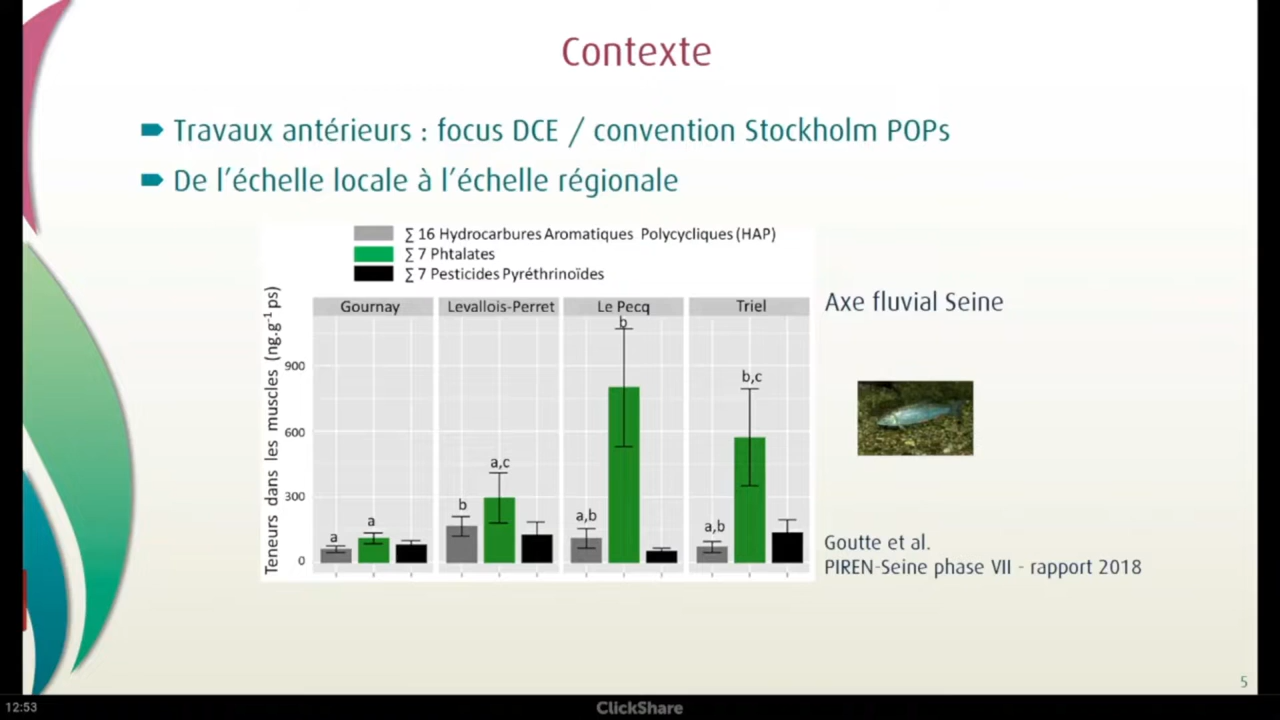 Contexte
Travaux antérieurs : focus DCE / convention Stockholm POPs
De l'échelle locale à l'échelle régionale
∑ 16 Hydrocarbures Aromatiques Polycycliques (HAP)
∑ 7 Phtalates
∑ 7 Pesticides Pyréthrinoïdes
Teneurs dans les muscles (ng.g⁻¹ ps)
Gournay
Levallois-Perret
Le Pecq
Triel
900
600
300
0
a
a
b
a,c
a,b
b
a,b
b,c
Axe fluvial Seine
Goutte et al.
PIREN-Seine phase VII - rapport 2018
5
12:53
ClickShare